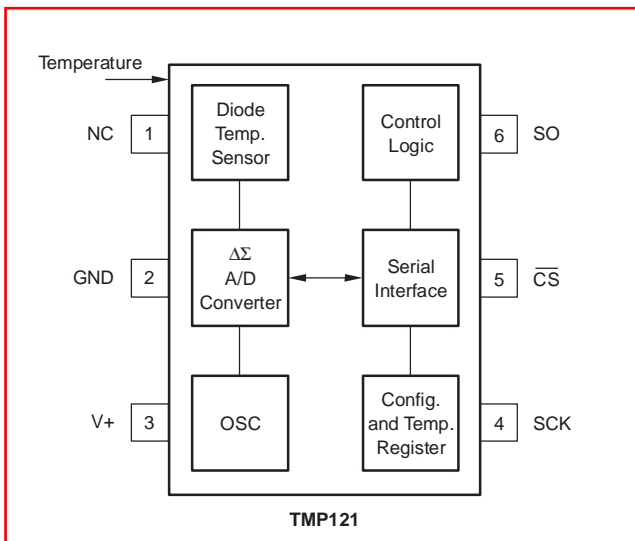 Temperature
NC
1
Diode
Temp.
Sensor
Control
Logic
6
SO
GND
2
ΔΣ
A/D
Converter
Serial
Interface
5
C̅S̅
V+
3
OSC
Config.
and Temp.
Register
4
SCK
TMP121